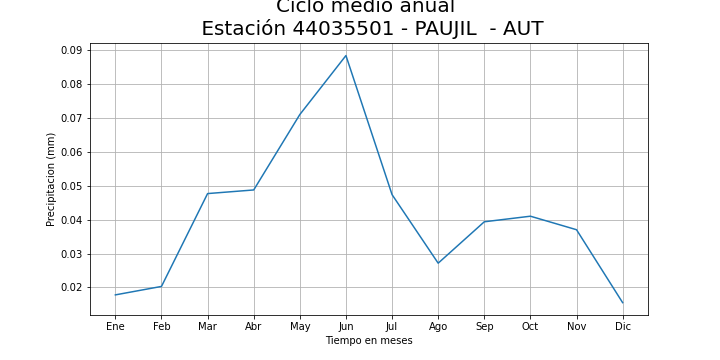 Ciclo medio anual
Estación 44035501 - PAUJIL  - AUT
0.09
0.08
0.07
0.06
0.05
0.04
0.03
0.02
Precipitacion (mm)
Ene Feb Mar Abr May Jun Jul Ago Sep Oct Nov Dic
Tiempo en meses